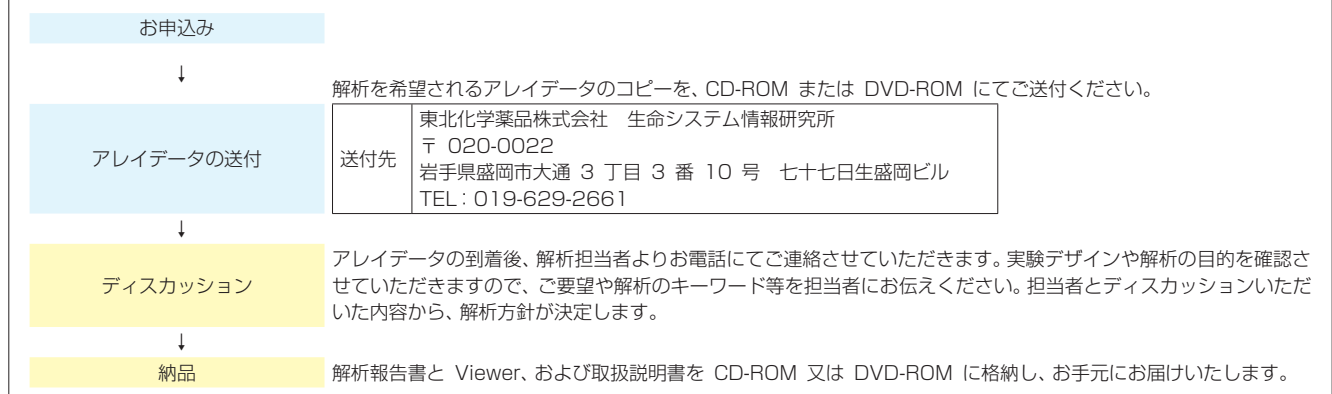 お申込み
↓
解析を希望されるアレイデータのコピーを、CD-ROM または DVD-ROM にてご送付ください。
アレイデータの送付
送付先
東北化学薬品株式会社　生命システム情報研究所
〒 020-0022
岩手県盛岡市大通 3 丁目 3 番 10 号　七十七日生盛岡ビル
TEL：019-629-2661
↓
ディスカッション
アレイデータの到着後、解析担当者よりお電話にてご連絡させていただきます。実験デザインや解析の目的を確認さ
せていただきますので、ご要望や解析のキーワード等を担当者にお伝えください。担当者とディスカッションいただ
いた内容から、解析方針が決定します。
↓
納品
解析報告書と Viewer、および取扱説明書を CD-ROM 又は DVD-ROM に格納し、お手元にお届けいたします。